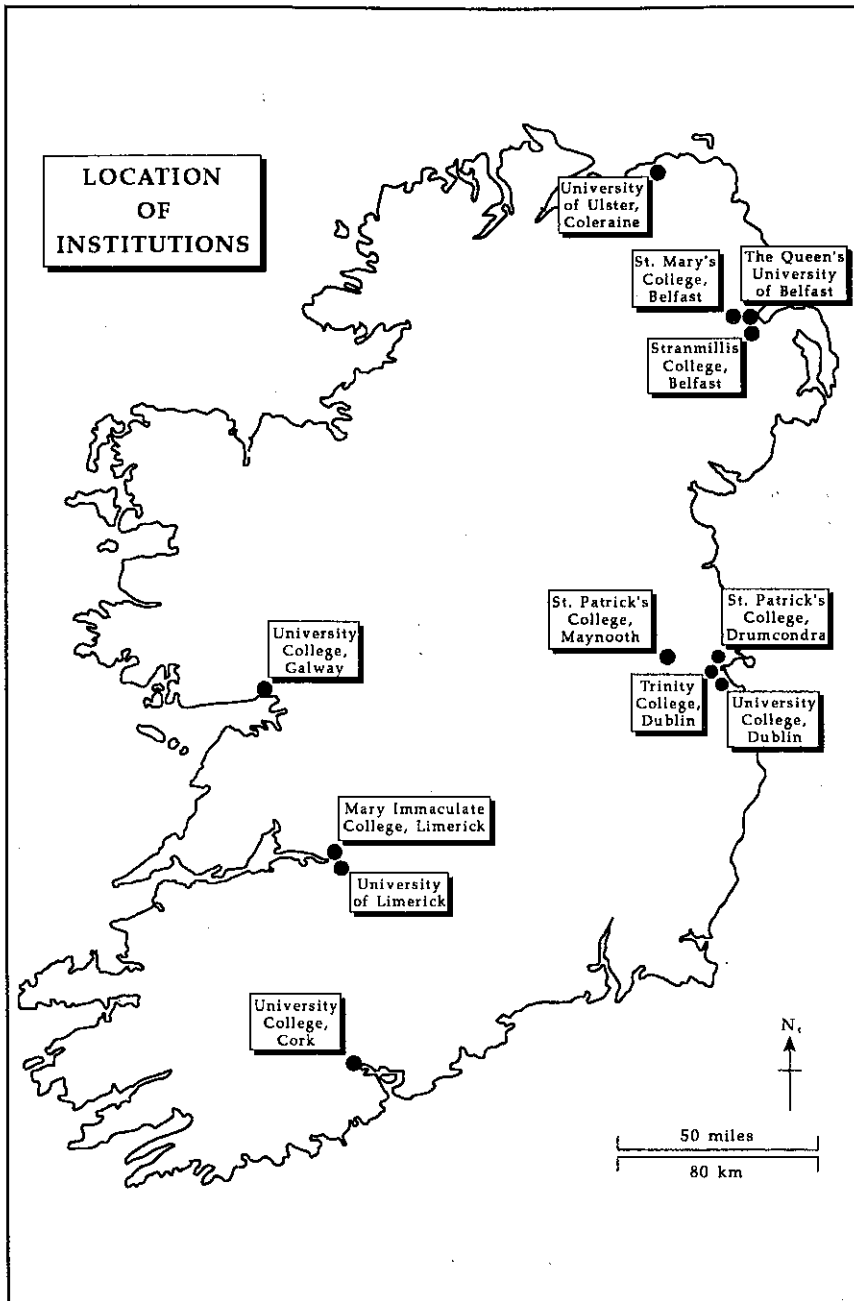 LOCATION
OF
INSTITUTIONS
University
of Ulster,
Coleraine
St. Mary's
College,
Belfast
The Queen's
University
of Belfast
Stranmillis
College,
Belfast
St. Patrick's
College,
Maynooth
St. Patrick's
College,
Drumcondra
Trinity
College,
Dublin
University
College,
Dublin
University
College,
Galway
Mary Immaculate
College, Limerick
University
of Limerick
University
College,
Cork
N
50 miles
80 km